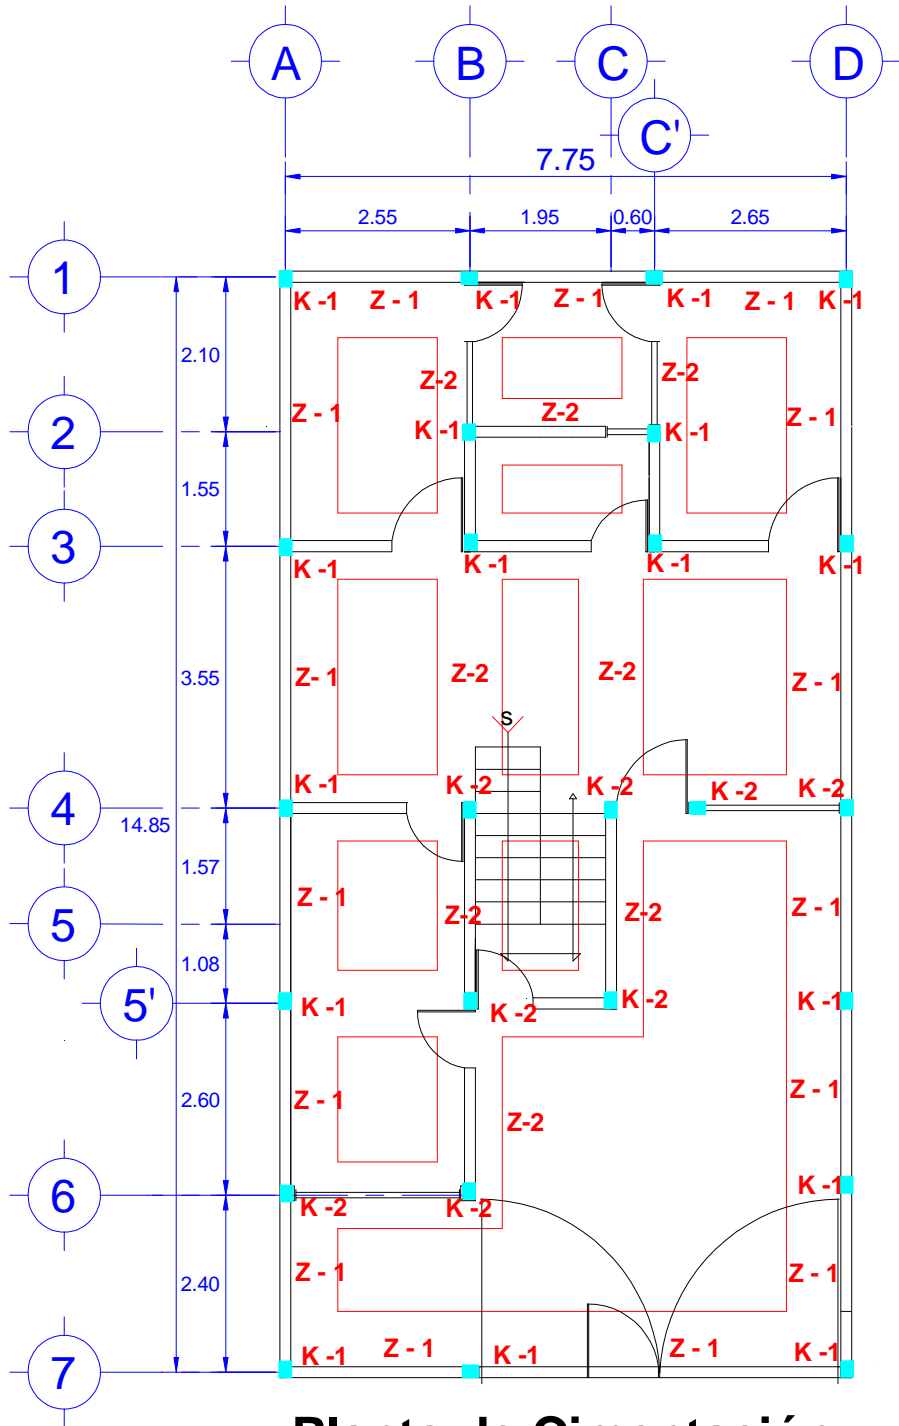 A B C D
C'
7.75
2.55 1.95 0.60 2.65
1
K -1 Z - 1 K -1 Z - 1 K -1 Z - 1 K -1
2.10
Z-2 Z-2
Z - 1 Z-2 Z - 1
2 K -1 K -1
1.55
3
K -1 K -1 K -1 K -1
3.55 Z- 1 Z-2 Z-2 Z - 1
S
K -1 K -2 K -2 K -2 K -2
4
14.85
1.57
Z - 1 Z-2 Z-2 Z - 1
5
1.08
5' K -1 K -2 K -2 K -1
2.60 Z - 1 Z-2 Z - 1
6 K -2 K -2 K -1
2.40 Z - 1 Z - 1
7 K -1 Z - 1 K -1 Z - 1 K -1
Planta de Cimentación